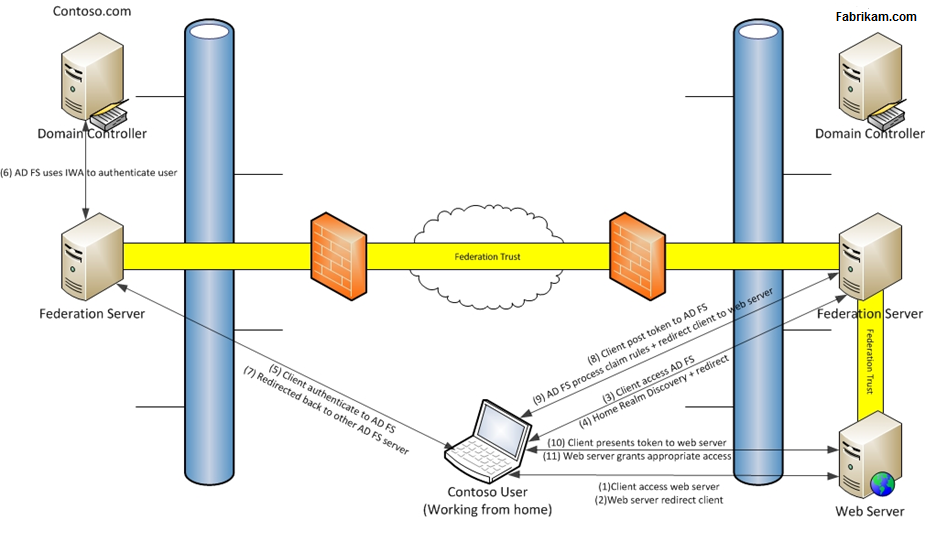 Contoso.com
Fabrikam.com
Domain Controller
Domain Controller
(6) AD FS uses IWA to authenticate user
Federation Trust
Federation Server
Federation Server
(8) Client post token to AD FS
(9) AD FS process claim rules + redirect client to web server
(3) Client access AD FS
(4) Home Realm Discovery + redirect
Federation Trust
(5) Client authenticate to AD FS
(7) Redirected back to other AD FS server
(10) Client presents token to web server
(11) Web server grants appropriate access
(1)Client access web server
(2)Web server redirect client
Contoso User
(Working from home)
Web Server